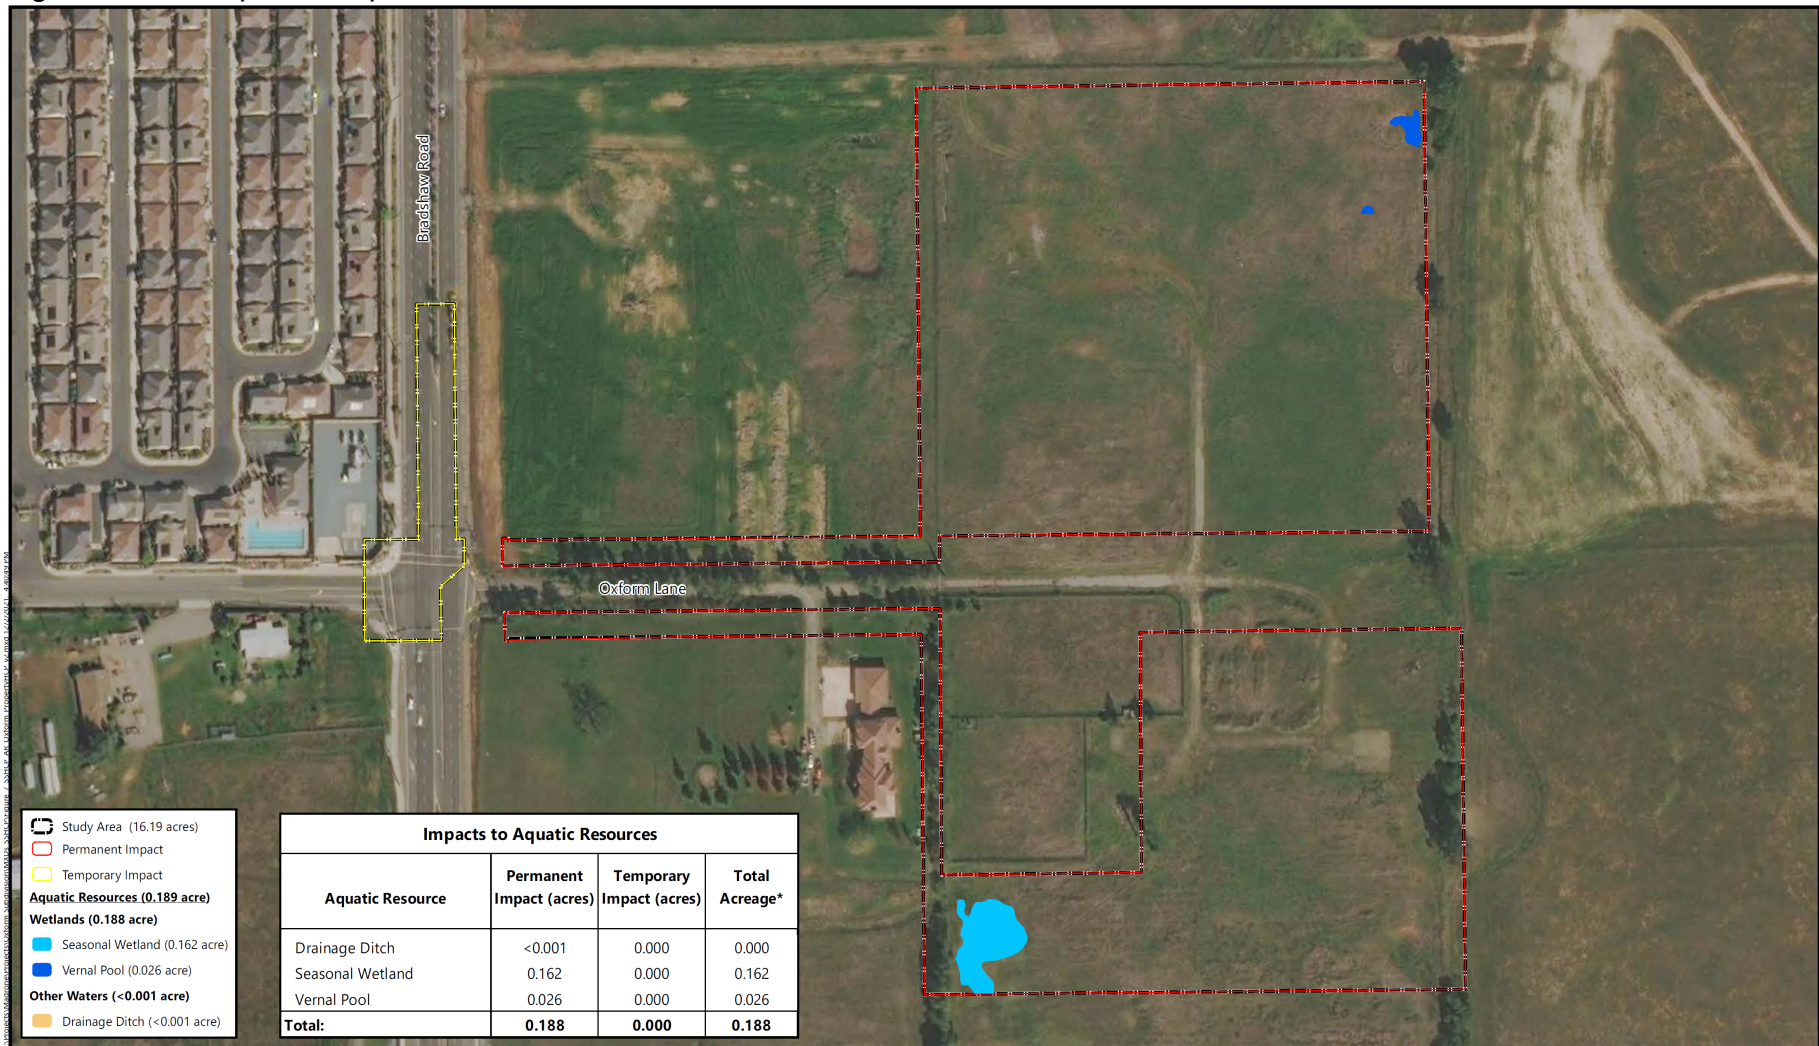 Bradshaw Road
Oxform Lane
Study Area (16.19 acres)
Permanent Impact
Temporary Impact
Aquatic Resources (0.189 acre)
Wetlands (0.188 acre)
Seasonal Wetland (0.162 acre)
Vernal Pool (0.026 acre)
Other Waters (<0.001 acre)
Drainage Ditch (<0.001 acre)
Impacts to Aquatic Resources
Aquatic Resource Permanent Impact (acres) Temporary Impact (acres) Total Acreage*
Drainage Ditch <0.001 0.000 0.000
Seasonal Wetland 0.162 0.000 0.162
Vernal Pool 0.026 0.000 0.026
Total: 0.188 0.000 0.188